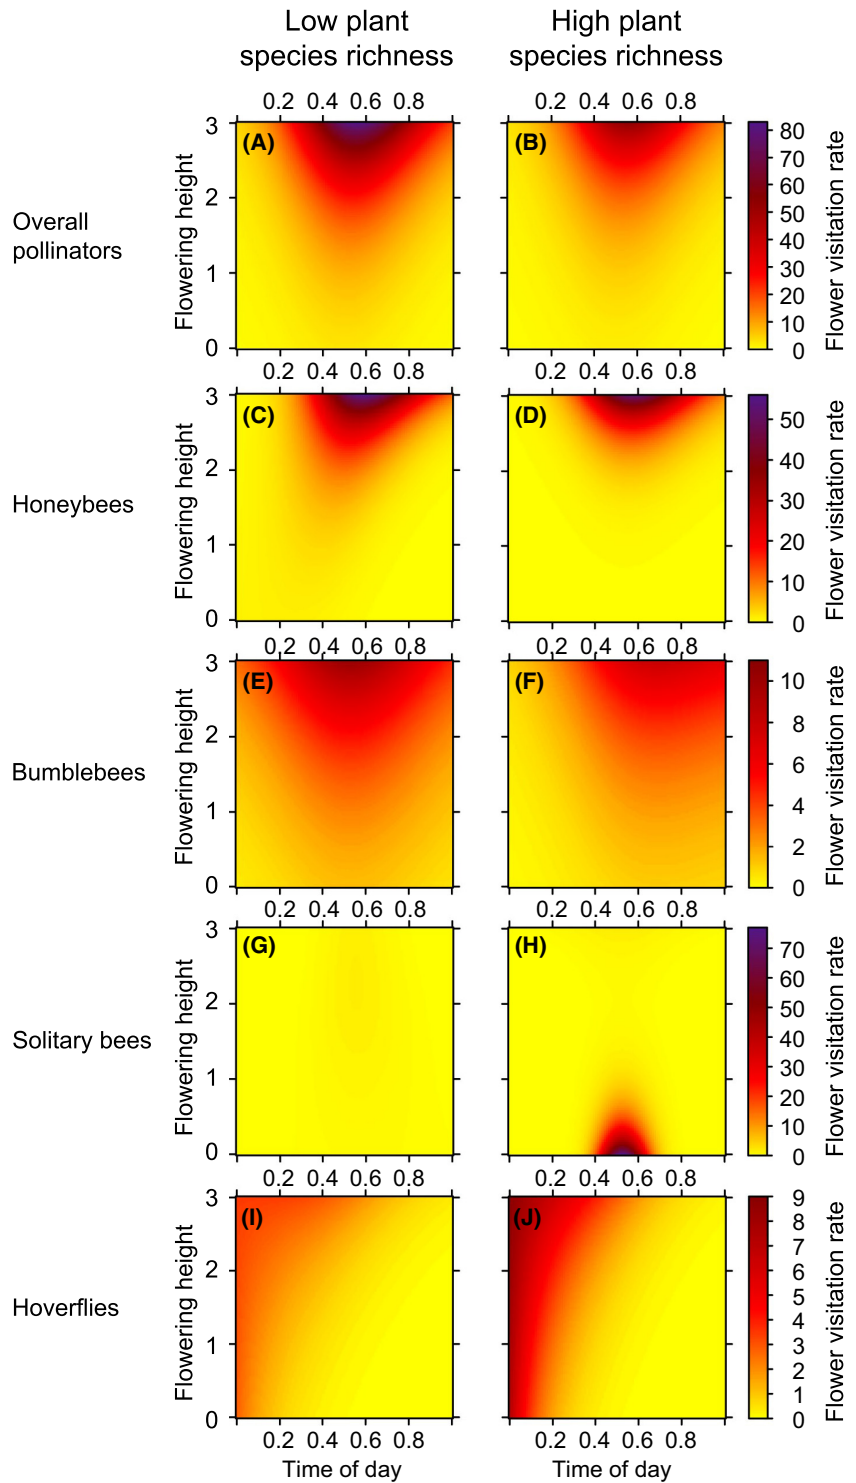 Low plant
species richness
High plant
species richness
0.2 0.4 0.6 0.8
0.2 0.4 0.6 0.8
Overall
pollinators
Flowering height
3
2
1
0
(A)
(B)
80
70
60
50
40
30
20
10
0
Flower visitation rate
0.2 0.4 0.6 0.8
0.2 0.4 0.6 0.8
Honeybees
Flowering height
3
2
1
0
(C)
(D)
50
40
30
20
10
0
Flower visitation rate
0.2 0.4 0.6 0.8
0.2 0.4 0.6 0.8
Bumblebees
Flowering height
3
2
1
0
(E)
(F)
10
8
6
4
2
0
Flower visitation rate
0.2 0.4 0.6 0.8
0.2 0.4 0.6 0.8
Solitary bees
Flowering height
3
2
1
0
(G)
(H)
70
60
50
40
30
20
10
0
Flower visitation rate
0.2 0.4 0.6 0.8
0.2 0.4 0.6 0.8
Hoverflies
Flowering height
3
2
1
0
(I)
(J)
9
8
7
6
5
4
3
2
1
0
Flower visitation rate
0.2 0.4 0.6 0.8
0.2 0.4 0.6 0.8
Time of day
Time of day